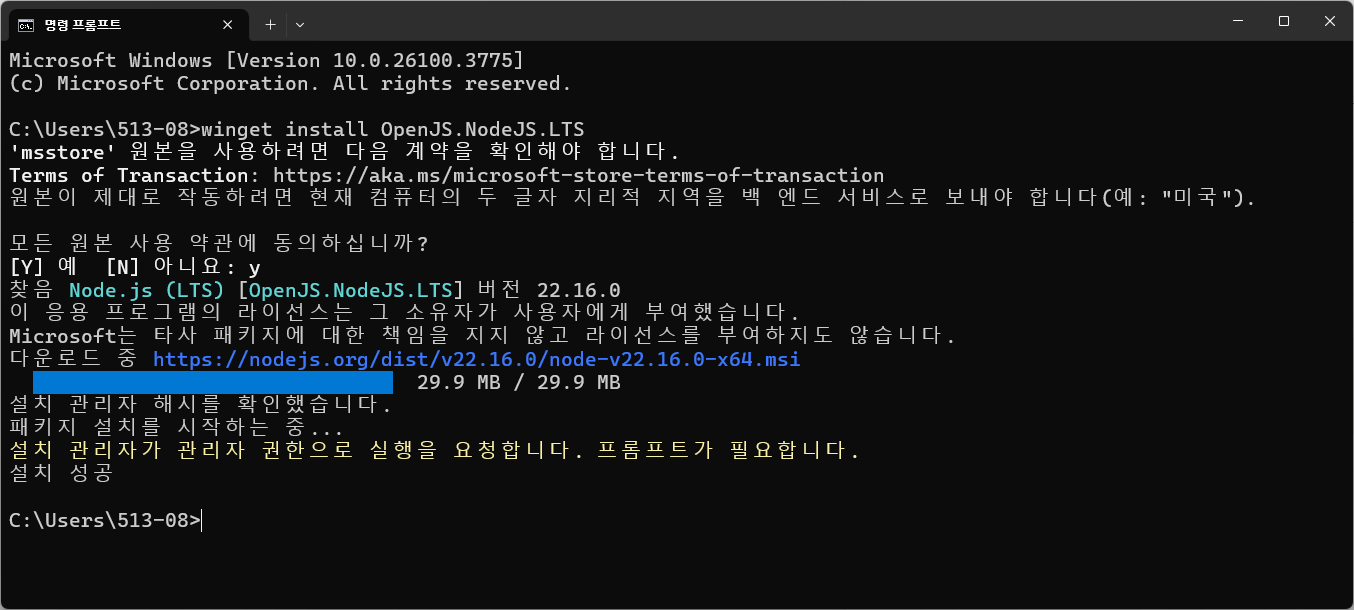 명령 프롬프트
Microsoft Windows [Version 10.0.26100.3775]
(c) Microsoft Corporation. All rights reserved.
C:\Users\513-08>winget install OpenJS.NodeJS.LTS
'msstore' 원본을 사용하려면 다음 계약을 확인해야 합니다.
Terms of Transaction: https://aka.ms/microsoft-store-terms-of-transaction
원본이 제대로 작동하려면 현재 컴퓨터의 두 글자 지리적 지역을 백 엔드 서비스로 보내야 합니다(예: "미국").
모든 원본 사용 약관에 동의하십니까?
[Y] 예  [N] 아니요: y
찾음 Node.js (LTS) [OpenJS.NodeJS.LTS] 버전 22.16.0
이 응용 프로그램의 라이선스는 그 소유자가 사용자에게 부여했습니다.
Microsoft는 타사 패키지에 대한 책임을 지지 않고 라이선스를 부여하지도 않습니다.
다운로드 중 https://nodejs.org/dist/v22.16.0/node-v22.16.0-x64.msi
29.9 MB / 29.9 MB
설치 관리자 해시를 확인했습니다.
패키지 설치를 시작하는 중...
설치 관리자가 관리자 권한으로 실행을 요청합니다. 프롬프트가 필요합니다.
설치 성공
C:\Users\513-08>